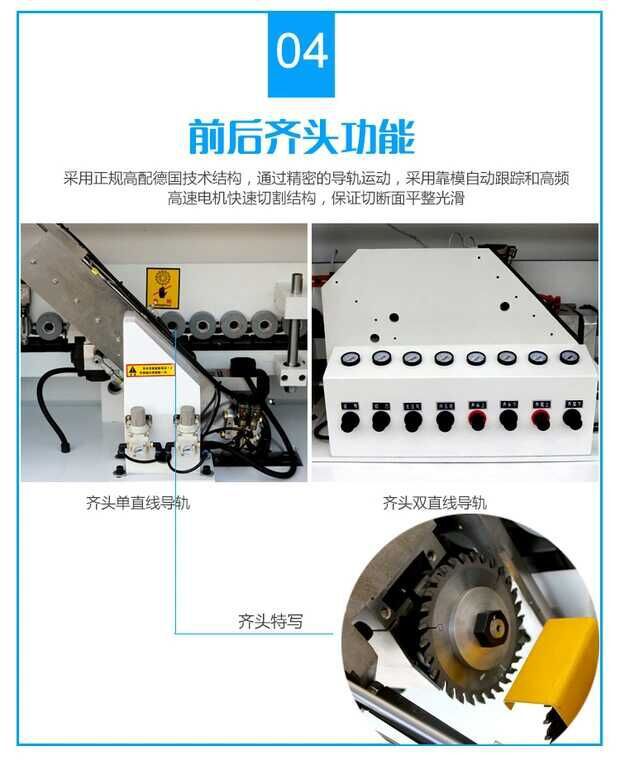 04
前后齐头功能
采用正规高配德国技术结构，通过精密的导轨运动，采用靠模自动跟踪和高频
高速电机快速切割结构，保证切断面平整光滑
齐头单直线导轨
齐头双直线导轨
齐头特写